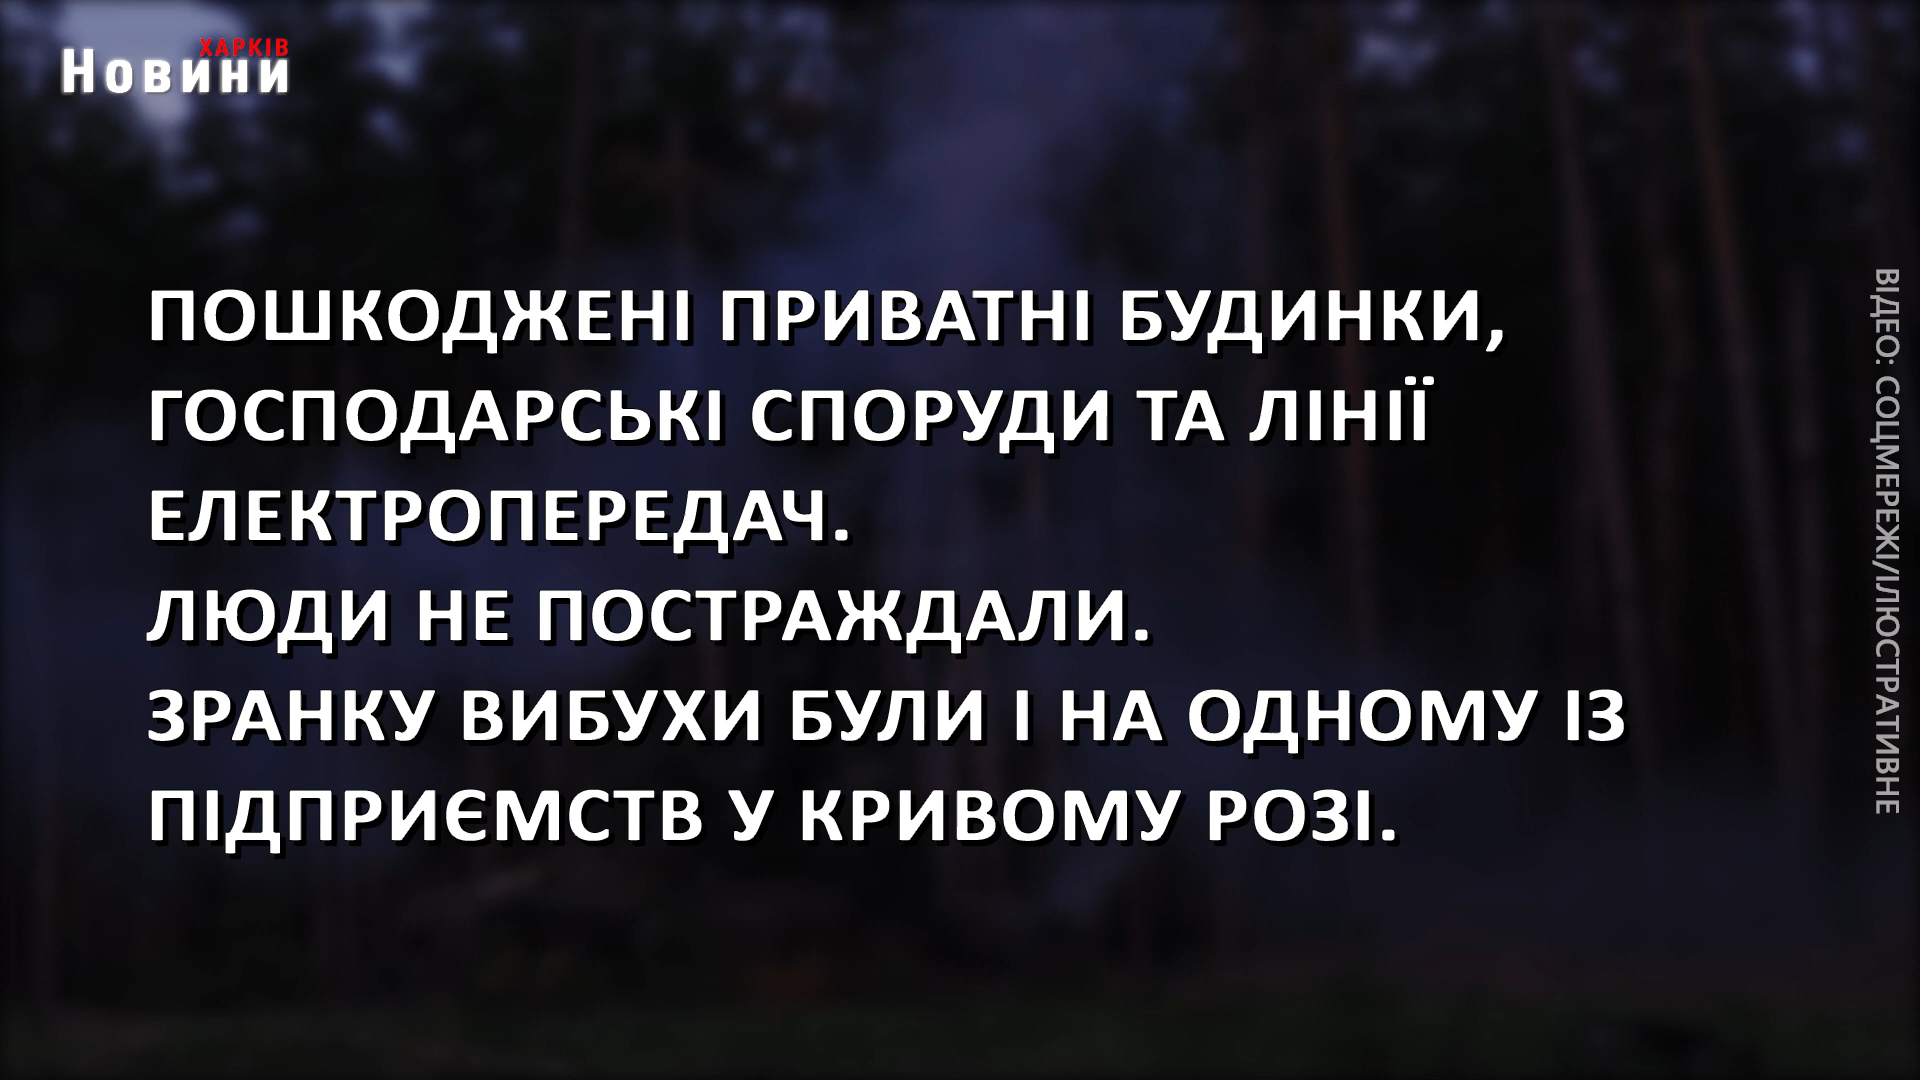 ХАРКІВ
Новини
ПОШКОДЖЕНІ ПРИВАТНІ БУДИНКИ,
ГОСПОДАРСЬКІ СПОРУДИ ТА ЛІНІЇ
ЕЛЕКТРОПЕРЕДАЧ.
ЛЮДИ НЕ ПОСТРАЖДАЛИ.
ЗРАНКУ ВИБУХИ БУЛИ І НА ОДНОМУ ІЗ
ПІДПРИЄМСТВ У КРИВОМУ РОЗІ.
ВІДЕО: СОЦМЕРЕЖІ/ІЛЮСТРАТИВНЕ